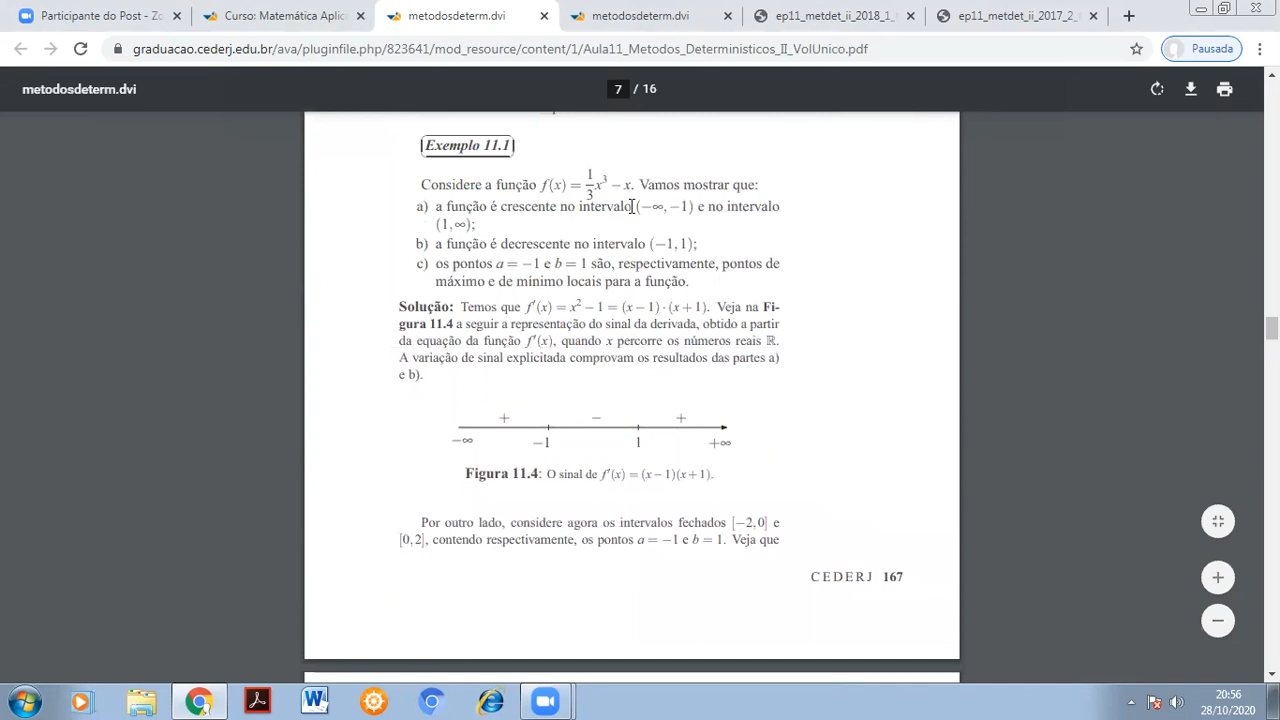 Participante do Post - Zo
Curso: Matemática Aplic
metodosdeterm.dvi
metodosdeterm.dvi
ep11_metdet_ii_2018_1_
ep11_metdet_ii_2017_2_
graduacao.cederj.edu.br/ava/pluginfile.php/823641/mod_resource/content/1/Aula11_Metodos_Deterministicos_II_VolUnico.pdf
Pausada
metodosdeterm.dvi
7 / 16
Exemplo 11.1
Considere a função f(x) = 1/3 x³ − x. Vamos mostrar que:
a) a função é crescente no intervalo (−∞, −1) e no intervalo
(1, ∞);
b) a função é decrescente no intervalo (−1, 1);
c) os pontos a = −1 e b = 1 são, respectivamente, pontos de
máximo e de mínimo locais para a função.
Solução: Temos que f′(x) = x² − 1 = (x − 1) · (x + 1). Veja na Fi-
gura 11.4 a seguir a representação do sinal da derivada, obtido a partir
da equação da função f′(x), quando x percorre os números reais ℝ.
A variação de sinal explicitada comprovam os resultados das partes a)
e b).
+ − +
−∞ −1 1 +∞
Figura 11.4: O sinal de f′(x) = (x − 1)(x + 1).
Por outro lado, considere agora os intervalos fechados [−2, 0] e
[0, 2], contendo respectivamente, os pontos a = −1 e b = 1. Veja que
CEDERJ 167
20:56
28/10/2020